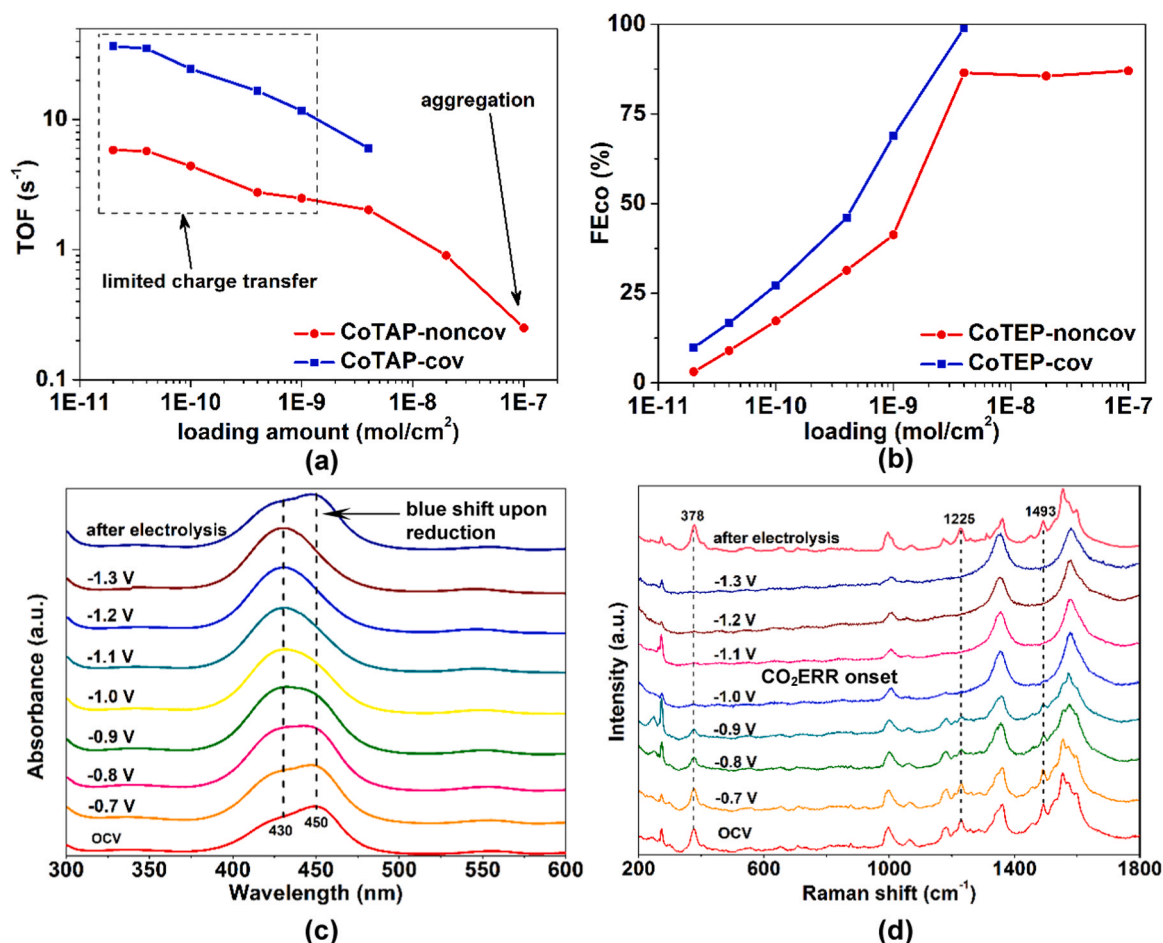 10
1
0.1
TOF (s⁻¹)
aggregation
limited charge transfer
CoTAP-noncov
CoTAP-cov
1E-11 1E-10 1E-9 1E-8 1E-7
loading amount (mol/cm²)
(a)
100
75
50
25
0
FEco (%)
CoTEP-noncov
CoTEP-cov
1E-11 1E-10 1E-9 1E-8 1E-7
loading (mol/cm²)
(b)
Absorbance (a.u.)
after electrolysis
blue shift upon
reduction
-1.3 V
-1.2 V
-1.1 V
-1.0 V
-0.9 V
-0.8 V
-0.7 V
OCV
430 450
300 350 400 450 500 550 600
Wavelength (nm)
(c)
Intensity (a.u.)
378 1225 1493
after electrolysis
-1.3 V
-1.2 V
-1.1 V
CO₂ERR onset
-1.0 V
-0.9 V
-0.8 V
-0.7 V
OCV
200 600 1000 1400 1800
Raman shift (cm⁻¹)
(d)